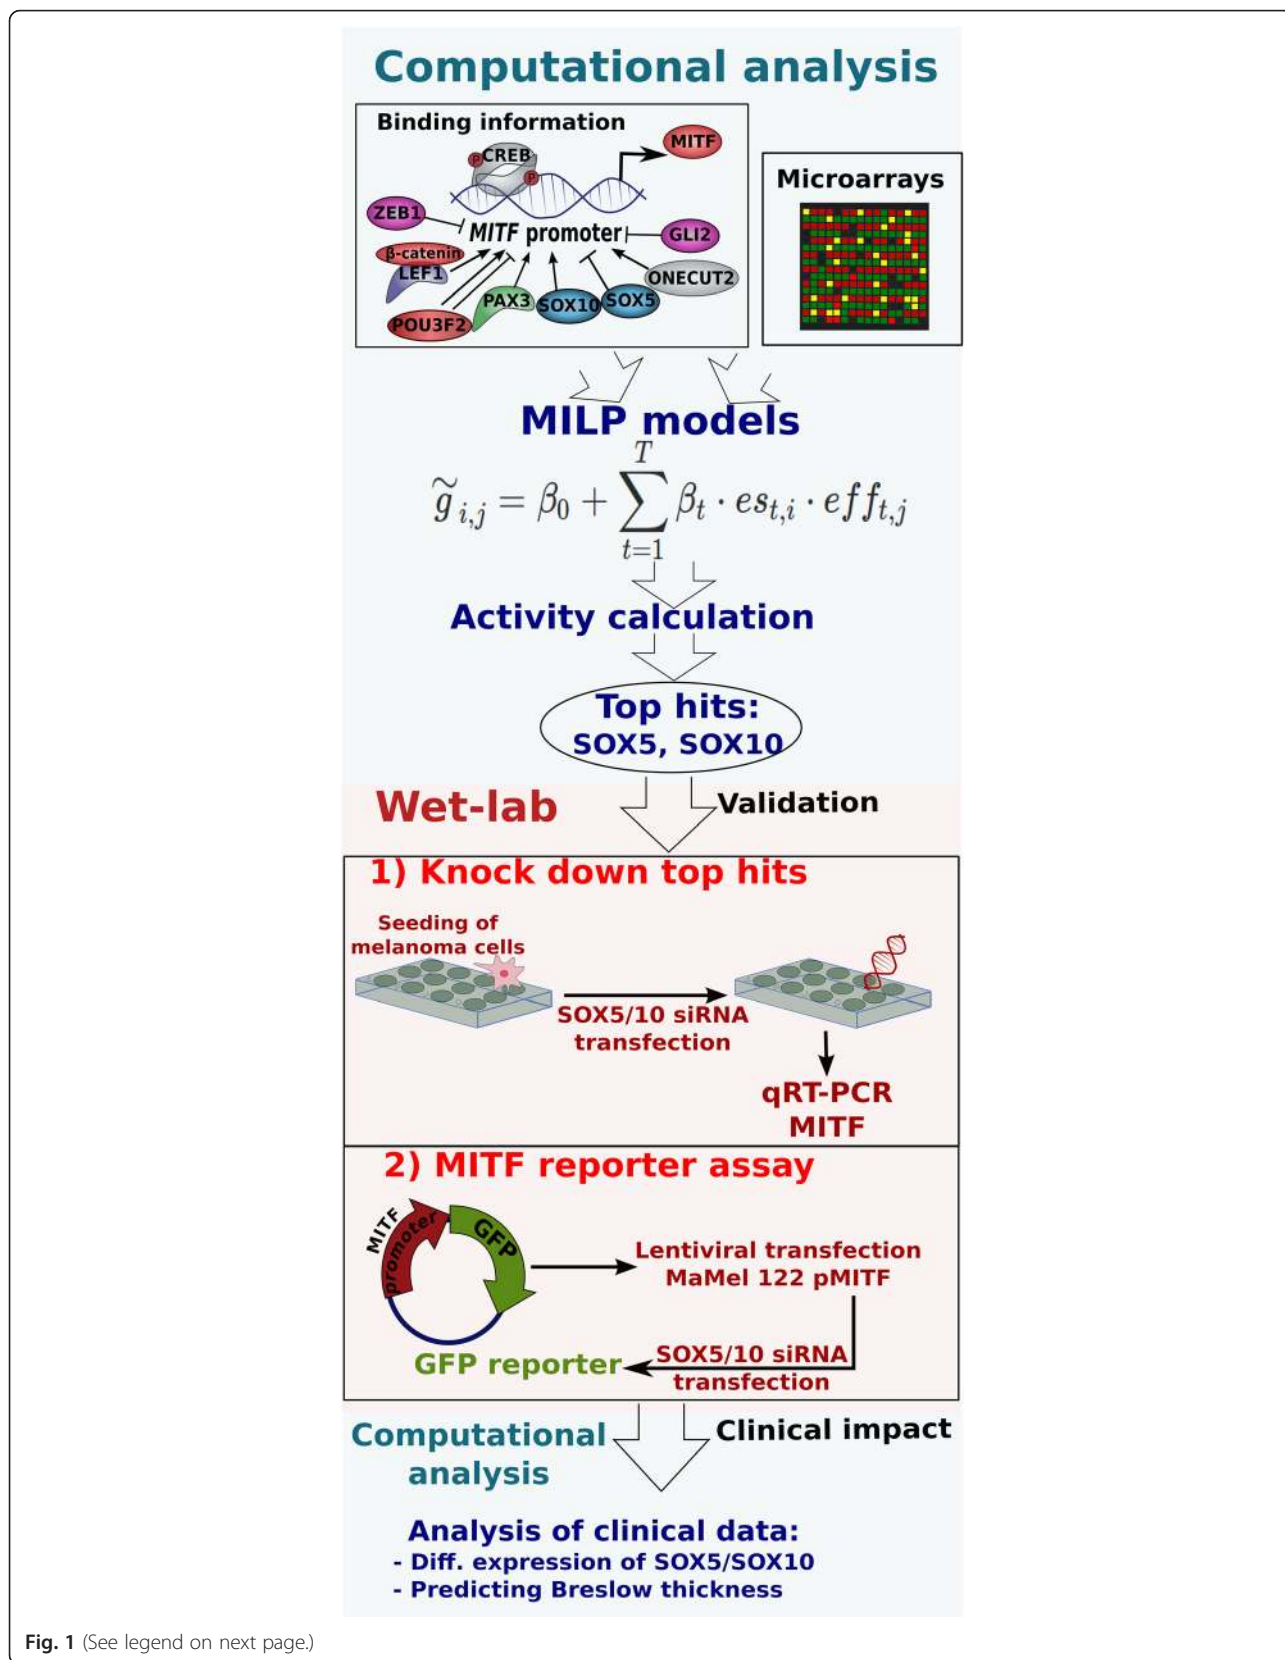 Computational analysis
Binding information
CREB
P
P
MITF
ZEB1
MITF promoter
GLI2
β-catenin
LEF1
ONECUT2
PAX3
SOX10
SOX5
POU3F2
Microarrays
MILP models
g̃ i,j = β0 + ∑ t=1 T βt · es t,i · eff t,j
Activity calculation
Top hits:
SOX5, SOX10
Wet-lab
Validation
1) Knock down top hits
Seeding of
melanoma cells
SOX5/10 siRNA
transfection
qRT-PCR
MITF
2) MITF reporter assay
MITF
promoter
GFP
Lentiviral transfection
MaMel 122 pMITF
SOX5/10 siRNA
transfection
GFP reporter
Computational
analysis
Clinical impact
Analysis of clinical data:
- Diff. expression of SOX5/SOX10
- Predicting Breslow thickness
Fig. 1 (See legend on next page.)